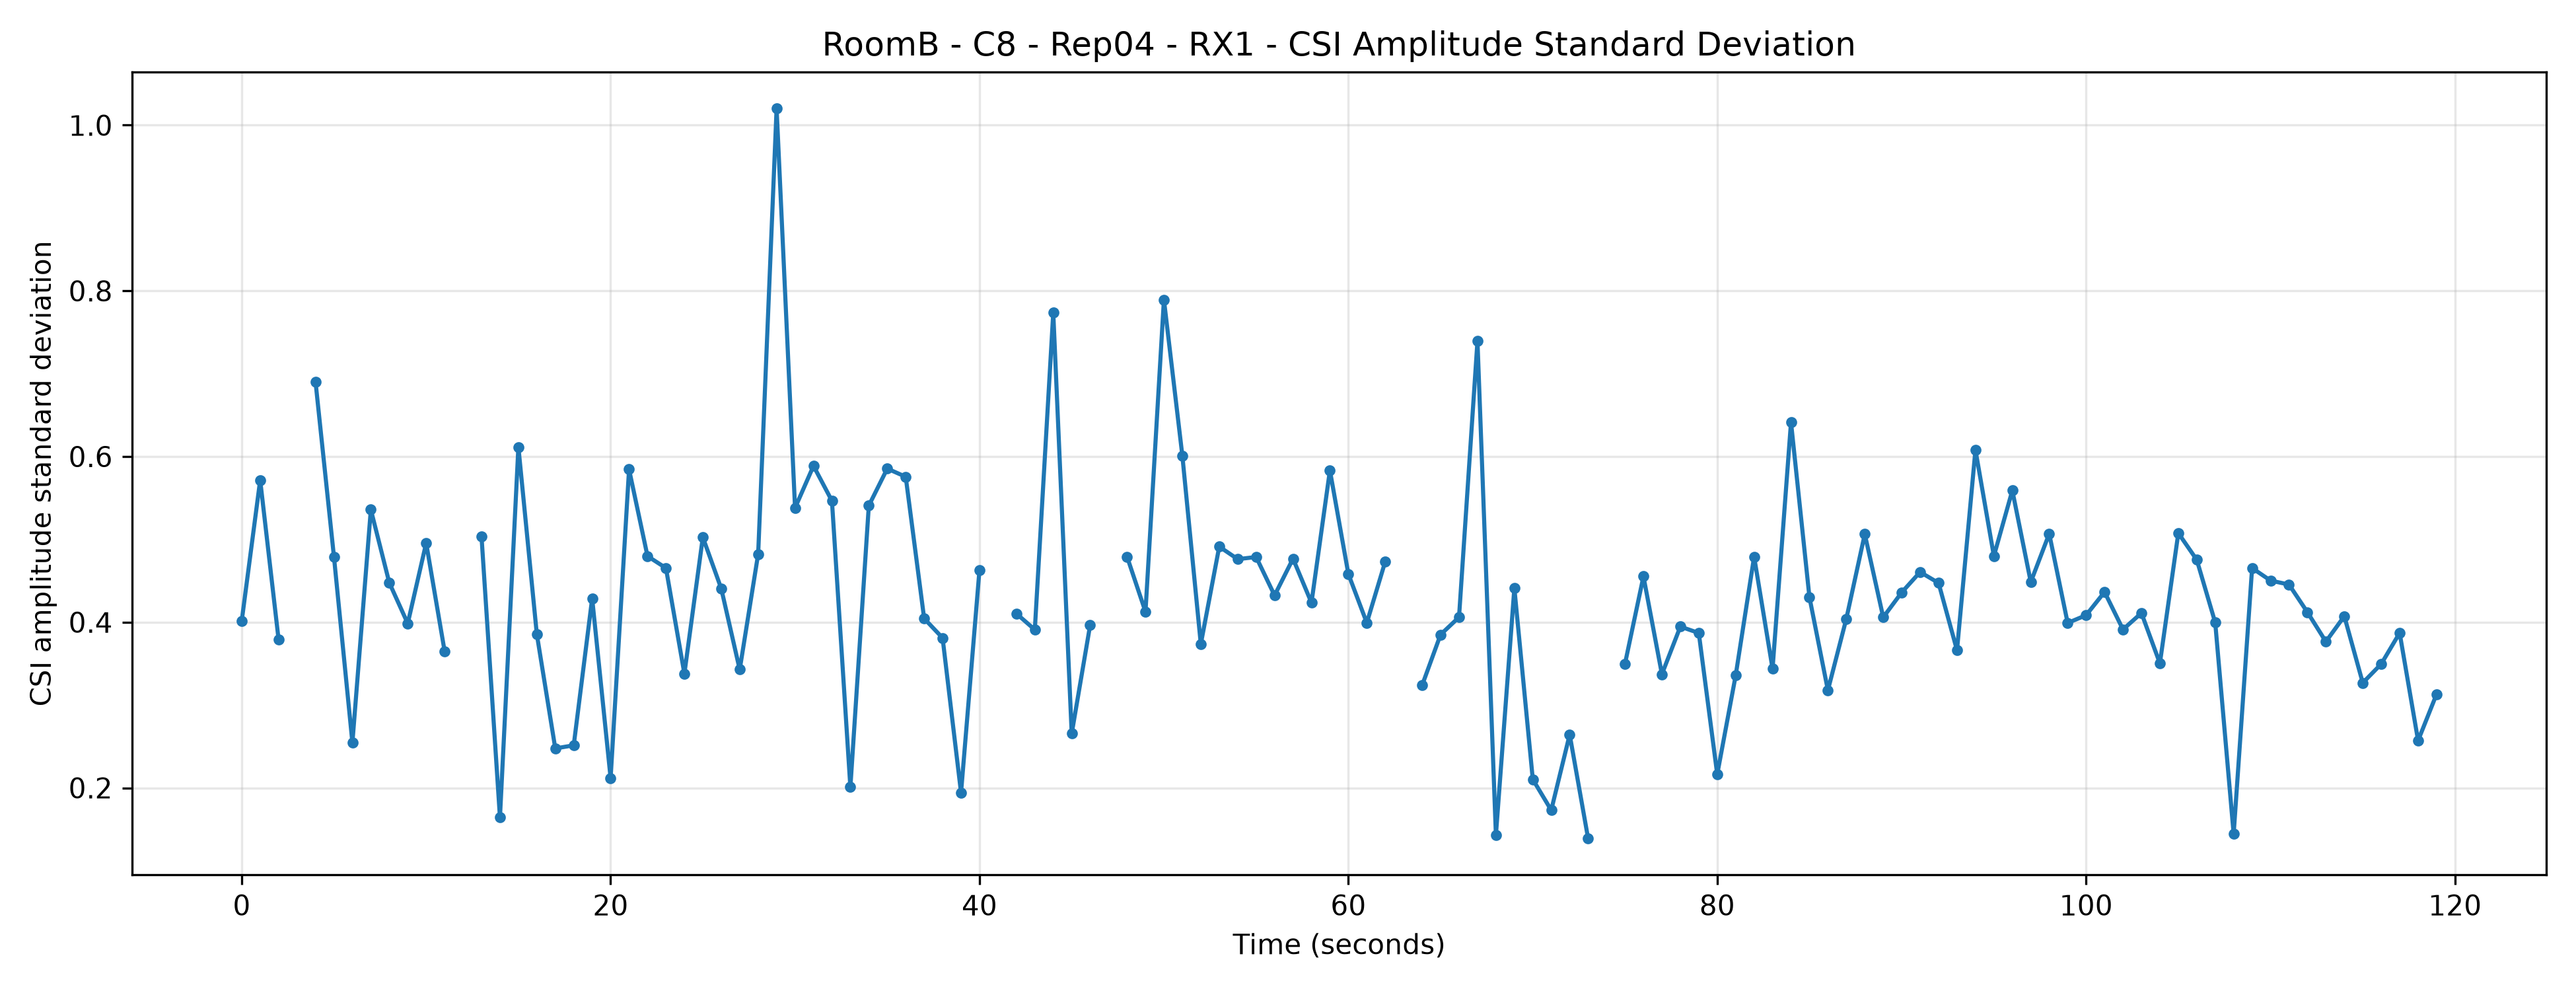 RoomB - C8 - Rep04 - RX1 - CSI Amplitude Standard Deviation
CSI amplitude standard deviation
1.0
0.8
0.6
0.4
0.2
0 20 40 60 80 100 120
Time (seconds)